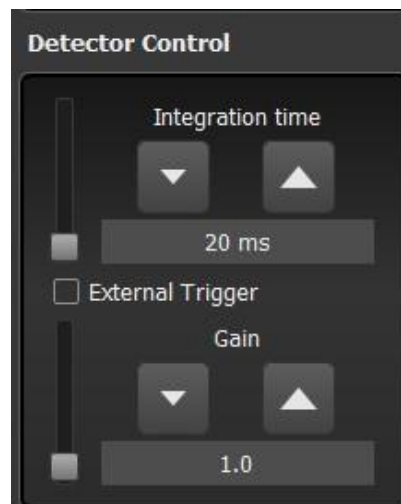 Detector Control
Integration time
20 ms
External Trigger
Gain
1.0